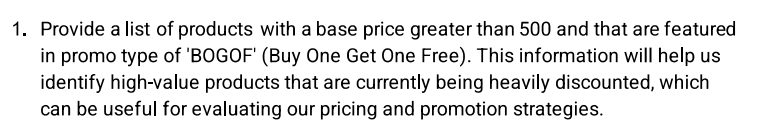 1. Provide a list of products with a base price greater than 500 and that are featured
in promo type of 'BOGOF' (Buy One Get One Free). This information will help us
identify high-value products that are currently being heavily discounted, which
can be useful for evaluating our pricing and promotion strategies.